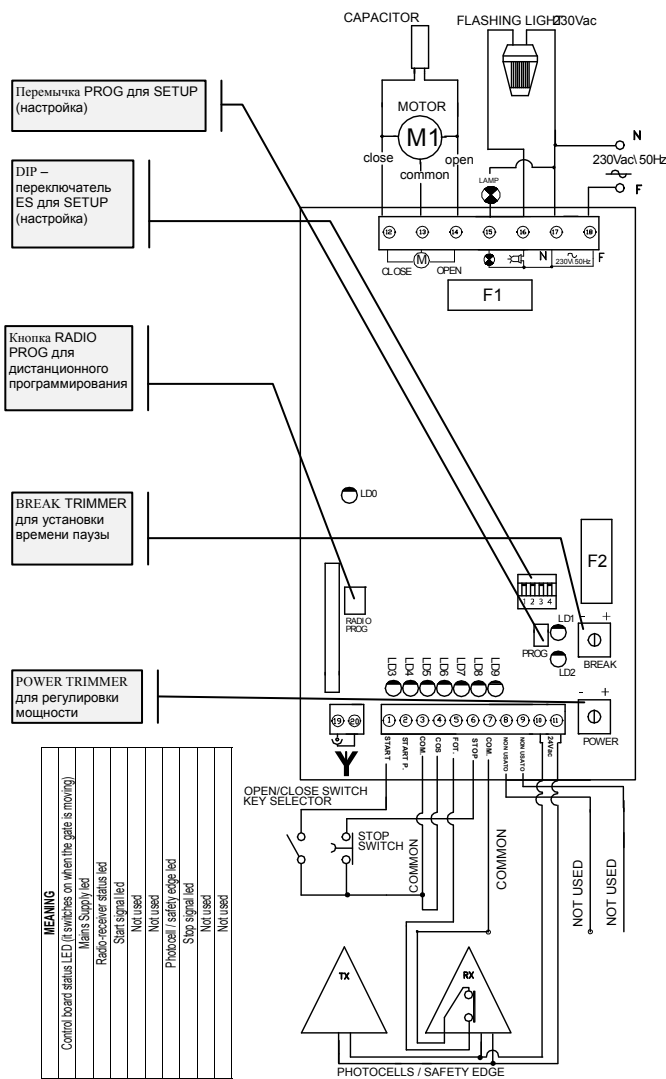 CAPACITOR
FLASHING LIGHT 230Vac
Перемычка PROG для SETUP
(настройка)
MOTOR
M1
close
open
common
LAMP
N
230Vac\50Hz
F
DIP –
переключатель
ES для SETUP
(настройка)
12 13 14 15 16 17 18
CLOSE
M
OPEN
N
230V\50Hz
F
F1
Кнопка RADIO
PROG для
дистанционного
программирования
LD0
BREAK TRIMMER
для установки
времени паузы
F2
1 2 3 4
RADIO
PROG
PROG
LD1
LD2
- +
BREAK
LD3
LD4
LD5
LD6
LD7
LD8
LD9
POWER TRIMMER
для регулировки
мощности
- +
POWER
19 20
1 2 3 4 5 6 7 8 9 10 11
START
START P.
COM.
COS
FOT.
STOP
COM.
NON USATO
NON USATO
24Vac
OPEN/CLOSE SWITCH
KEY SELECTOR
STOP
SWITCH
COMMON
COMMON
NOT USED
NOT USED
MEANING
Control board status LED (it switches on when the gate is moving)
Mains Supply led
Radio-receiver status led
Start signal led
Not used
Not used
Photocell / safety edge led
Stop signal led
Not used
Not used
TX
RX
PHOTOCELLS / SAFETY EDGE